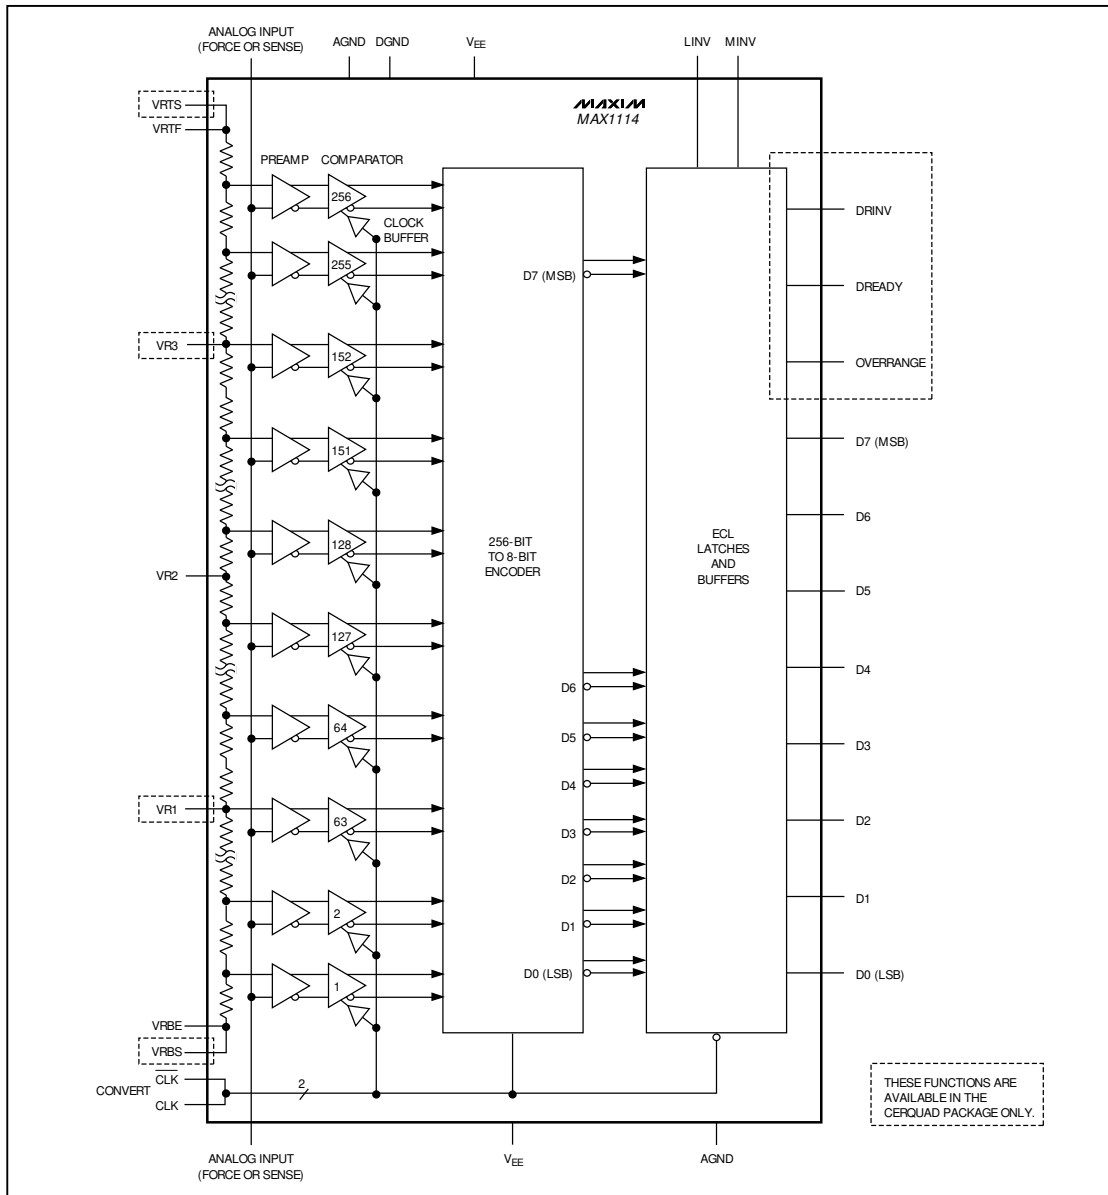 ANALOG INPUT
(FORCE OR SENSE)
AGND
DGND
VEE
LINV
MINV
MAXIM
MAX1114
VRTS
VRTF
PREAMP
COMPARATOR
256
CLOCK
BUFFER
DRINV
255
D7 (MSB)
DREADY
VR3
152
OVERRANGE
151
D7 (MSB)
D6
128
256-BIT
TO 8-BIT
ENCODER
ECL
LATCHES
AND
BUFFERS
VR2
D5
127
D4
D6
64
D5
D3
D4
VR1
63
D3
D2
D2
2
D1
D1
1
D0 (LSB)
D0 (LSB)
VRBE
VRBS
CONVERT
CLK
CLK
2
THESE FUNCTIONS ARE
AVAILABLE IN THE
CERQUAD PACKAGE ONLY.
ANALOG INPUT
(FORCE OR SENSE)
VEE
AGND